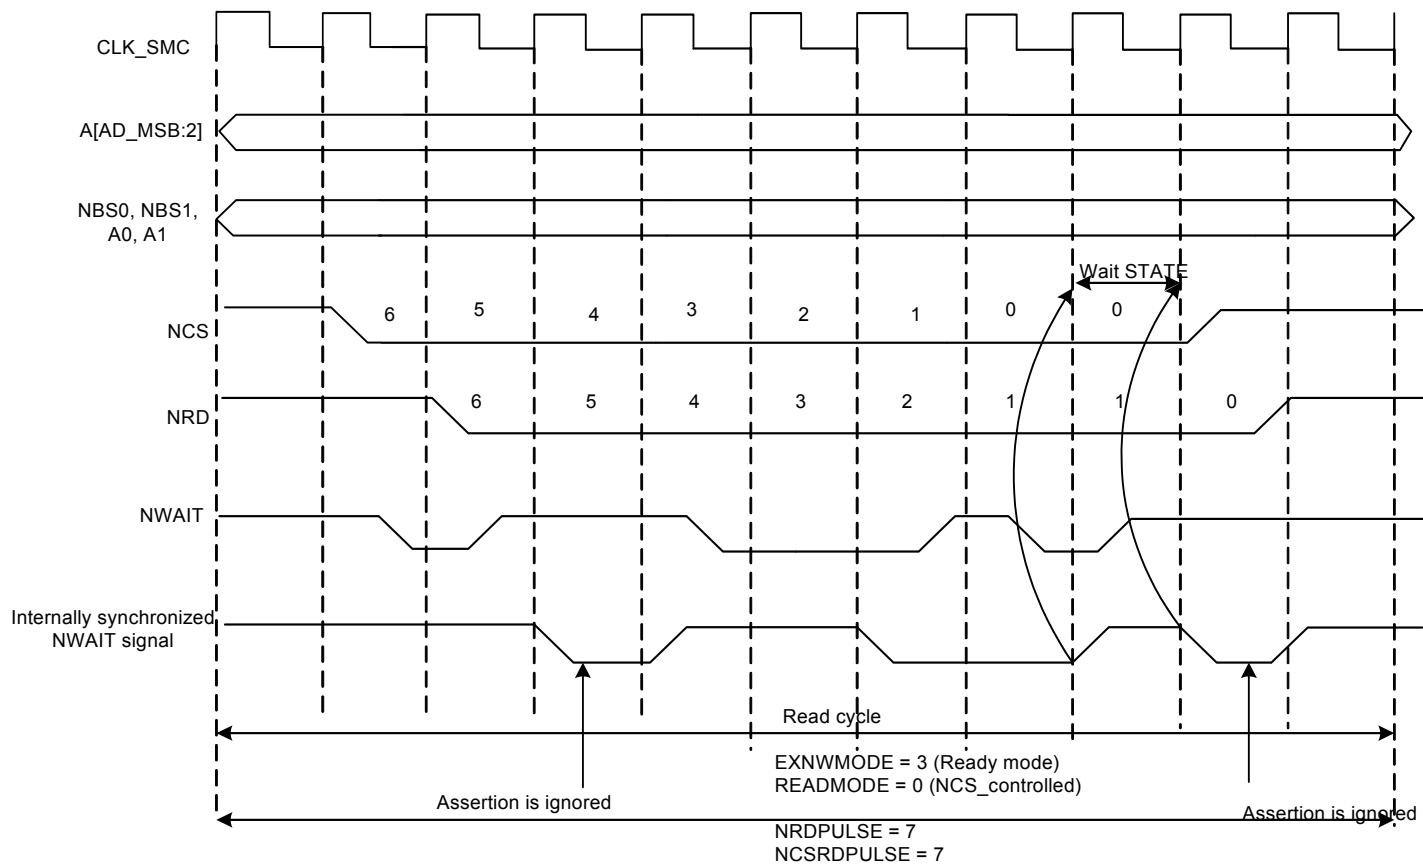 CLK_SMC
A[AD_MSB:2]
NBS0, NBS1,
A0, A1
Wait STATE
NCS
6 5 4 3 2 1 0 0
NRD
6 5 4 3 2 1 1 0
NWAIT
Internally synchronized
NWAIT signal
Read cycle
EXNWMODE = 3 (Ready mode)
READMODE = 0 (NCS_controlled)
Assertion is ignored
Assertion is ignored
NRDPULSE = 7
NCSRDPULSE = 7